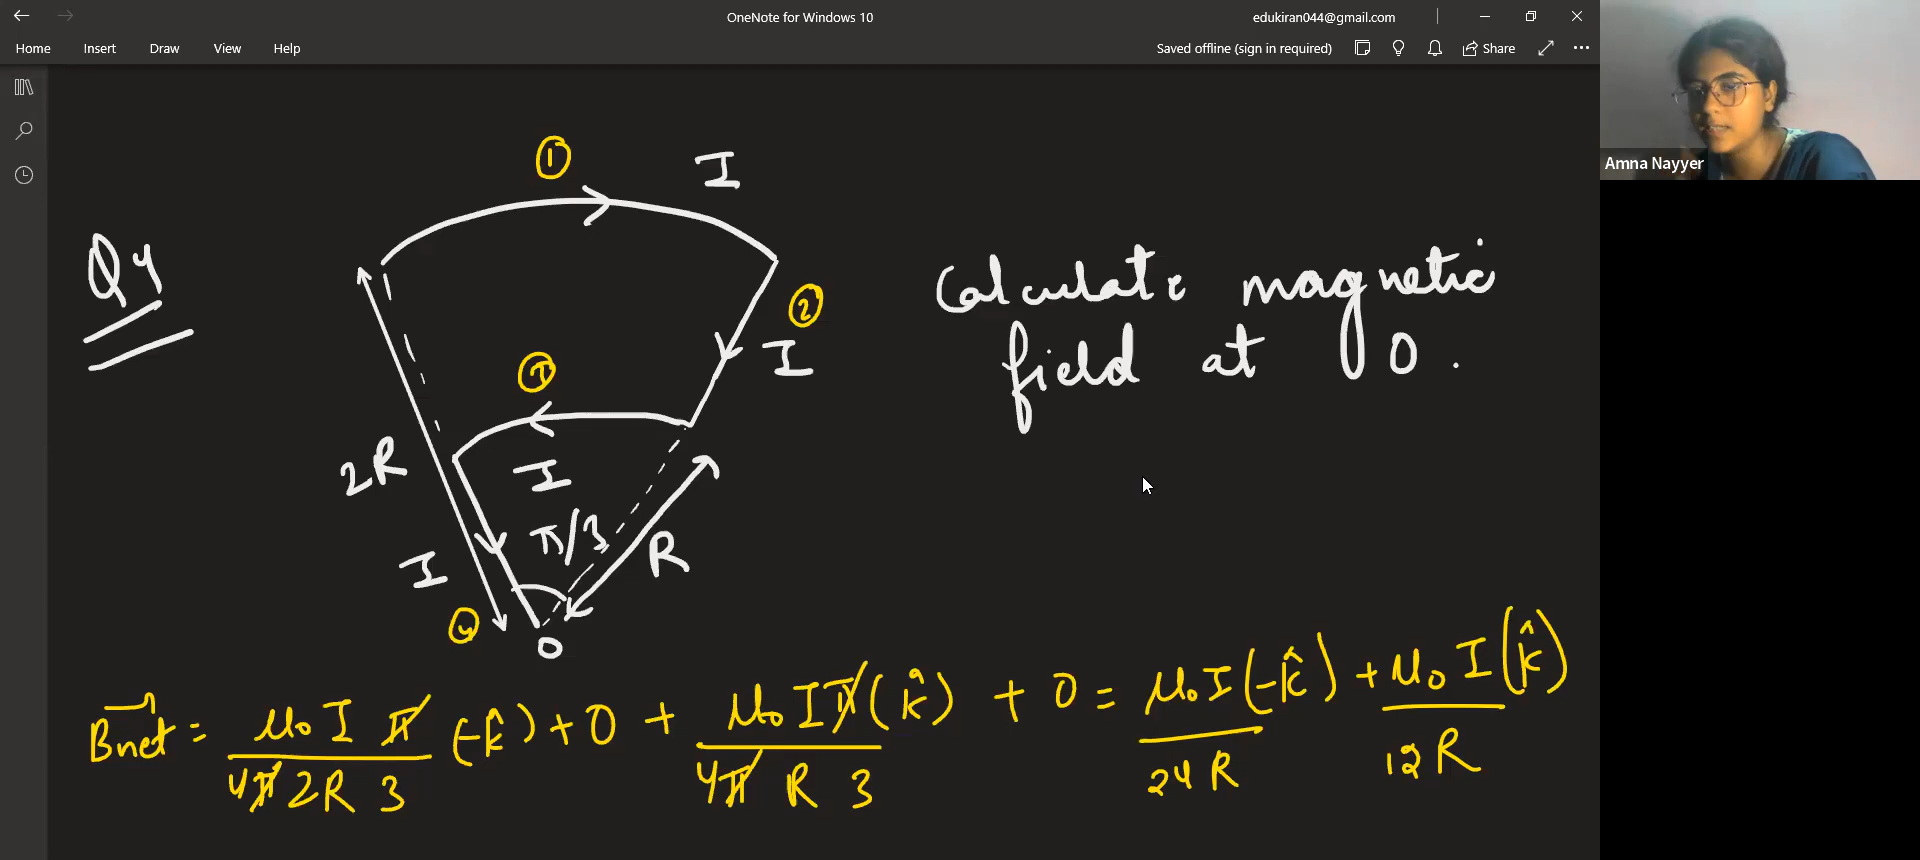 OneNote for Windows 10
edukiran044@gmail.com
Home Insert Draw View Help
Saved offline (sign in required)
Share
Amna Nayyer
Q4
①
I
②
I
③
I
2R
π/3
R
I
④
O
Calculate magnetic
field at O .
Bnet = μ₀ I π / 4π 2R 3 (-k̂) + 0 + μ₀ I π (k̂) / 4π R 3 + 0 = μ₀ I (-k̂) / 24 R + μ₀ I (k̂) / 12 R